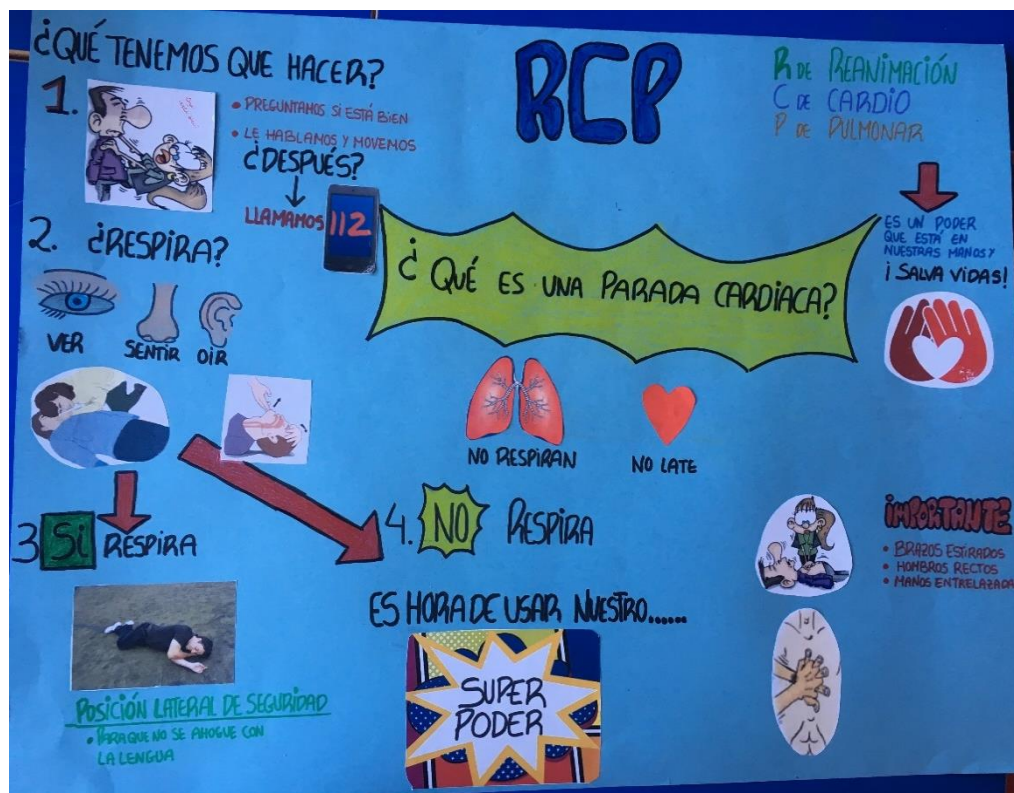 ¿QUÉ TENEMOS QUE HACER?
1.
• PREGUNTAMOS SI ESTÁ BIEN
• LE HABLANOS Y MOVEMOS
¿DESPUÉS?
LLAMAMOS 112
2. ¿RESPIRA?
VER
SENTIR
OIR
3 SI RESPIRA
POSICIÓN LATERAL DE SEGURIDAD
• PARA QUE NO SE AHOGUE CON
LA LENGUA
RCP
¿QUÉ ES UNA PARADA CARDIACA?
NO RESPIRAN
NO LATE
4. NO RESPIRA
ES HORA DE USAR NUESTRO......
SUPER
PODER
R DE REANIMACIÓN
C DE CARDIO
P DE PULMONAR
ES UN PODER
QUE ESTÁ EN
NUESTRAS MANOS Y
¡SALVA VIDAS!
IMPORTANTE
• BRAZOS ESTIRADOS
• HOMBROS RECTOS
• MANOS ENTRELAZADA